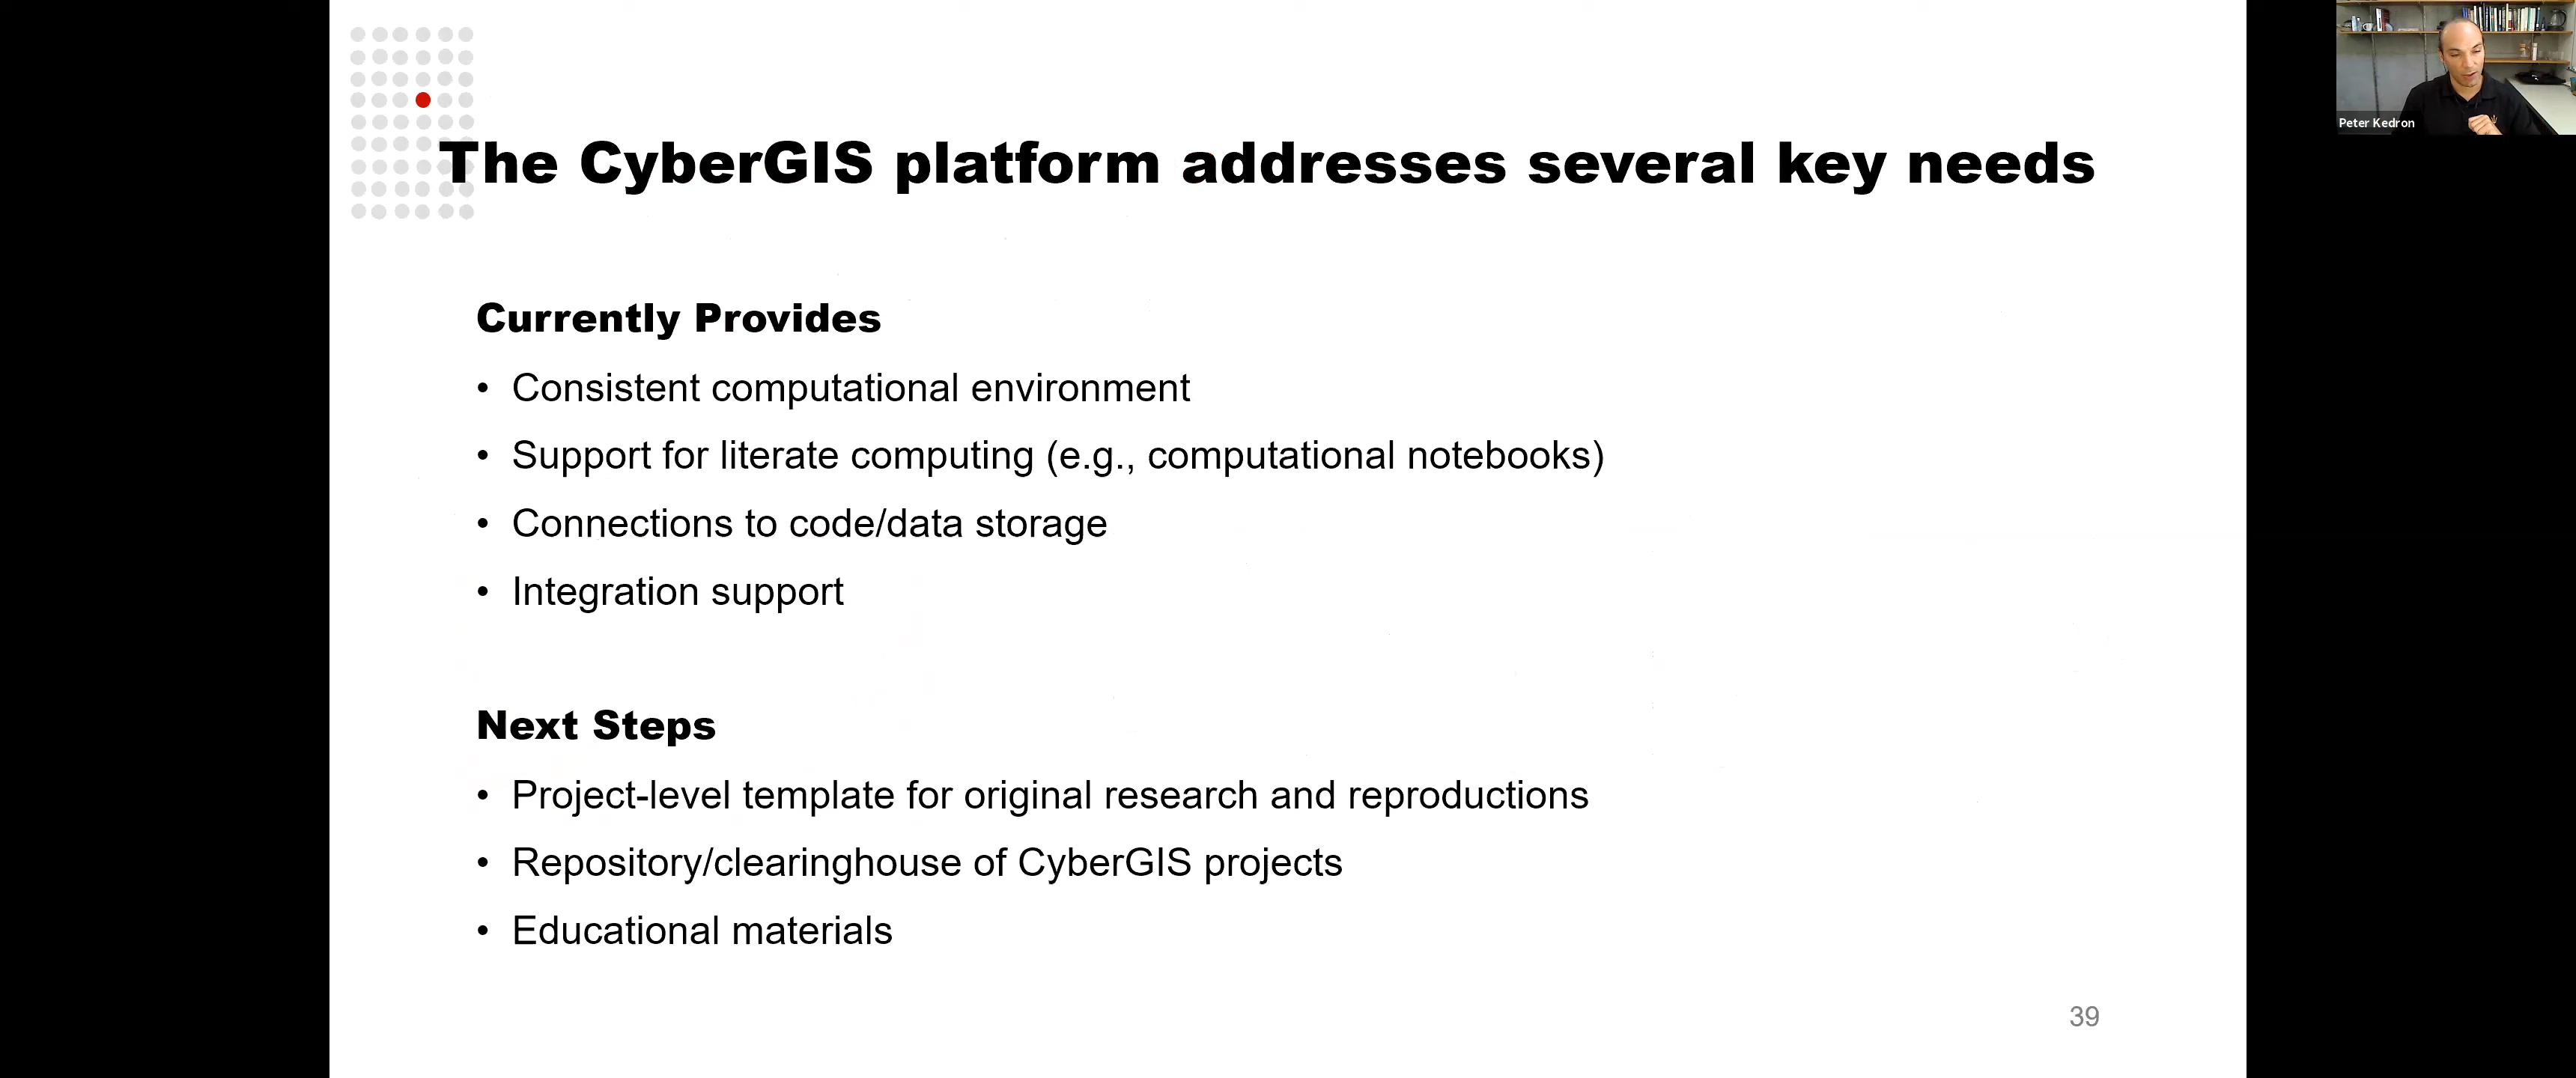 Peter Kedron
The CyberGIS platform addresses several key needs
Currently Provides
• Consistent computational environment
• Support for literate computing (e.g., computational notebooks)
• Connections to code/data storage
• Integration support
Next Steps
• Project-level template for original research and reproductions
• Repository/clearinghouse of CyberGIS projects
• Educational materials
39